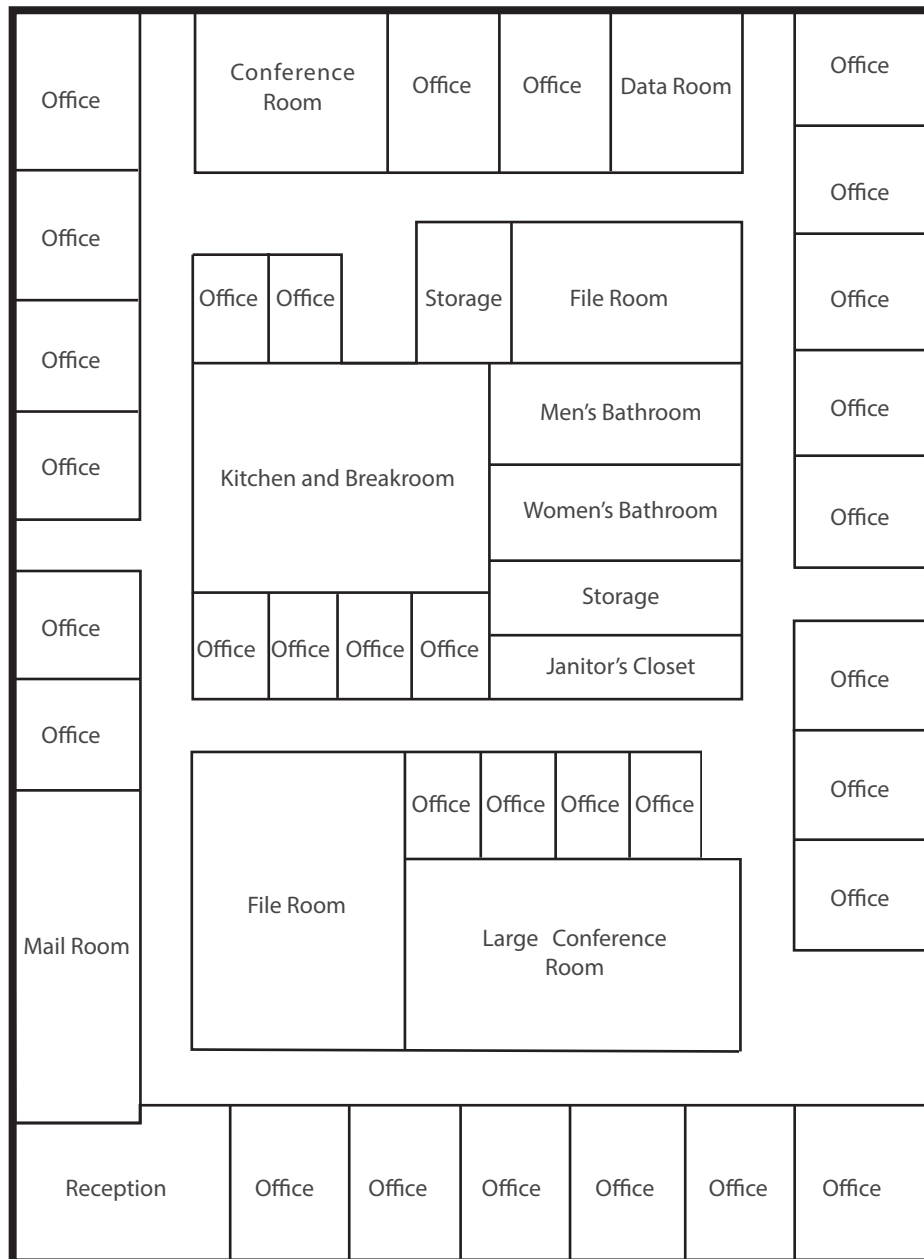 Office
Conference
Room
Office
Office
Data Room
Office
Office
Office
Office
Office
Storage
File Room
Office
Office
Office
Office
Men's Bathroom
Office
Kitchen and Breakroom
Women's Bathroom
Office
Storage
Office
Office
Office
Office
Office
Janitor's Closet
Office
Office
Office
Office
Office
Office
Office
File Room
Office
Mail Room
Large Conference
Room
Reception
Office
Office
Office
Office
Office
Office